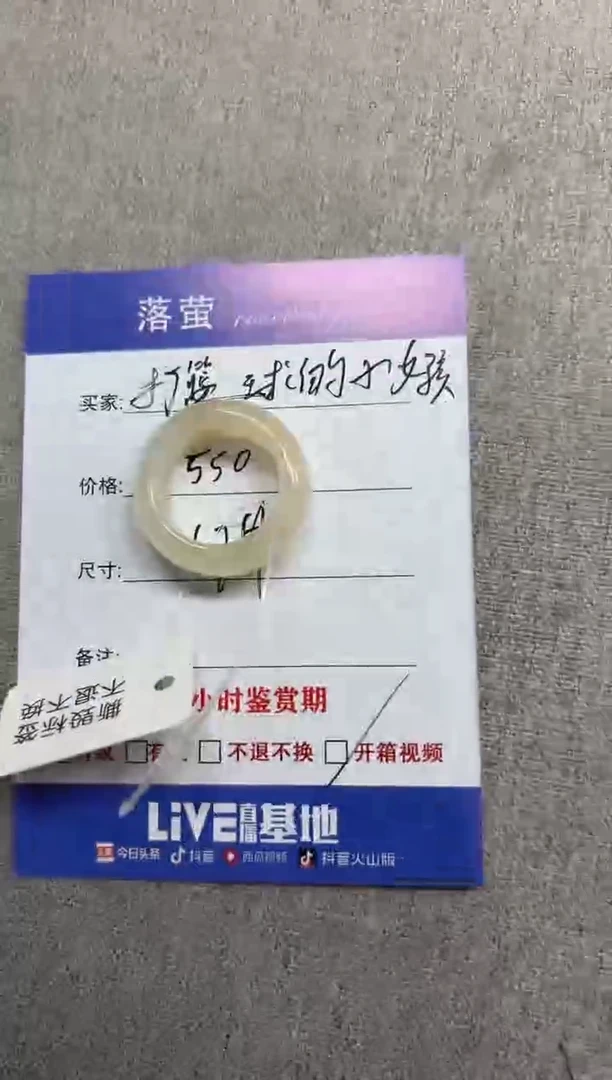 落萤
买家: 打篮球的小女孩
价格: 550
尺寸:
备注:
小时鉴赏期
不退不换 开箱视频
撕毁标签
不退不换
LiVE直播基地
今日头条 抖音 西瓜视频 抖音火山版